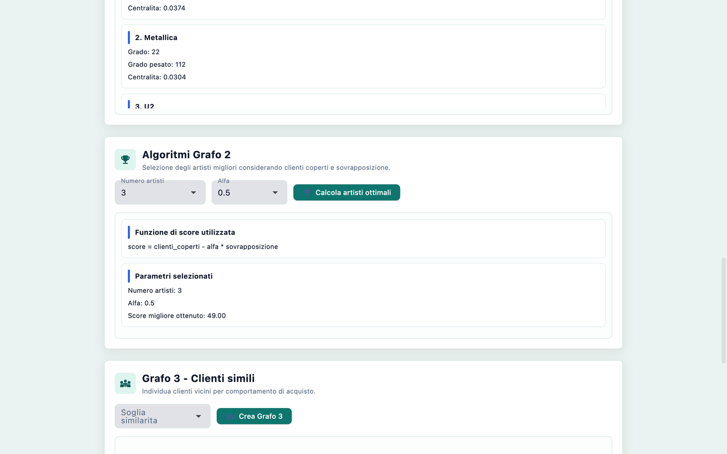 Centralita: 0.0374
2. Metallica
Grado: 22
Grado pesato: 112
Centralita: 0.0304
3. U2
Algoritmi Grafo 2
Selezione degli artisti migliori considerando clienti coperti e sovrapposizione.
Numero artisti
3
Alfa
0.5
Calcola artisti ottimali
Funzione di score utilizzata
score = clienti_coperti - alfa * sovrapposizione
Parametri selezionati
Numero artisti: 3
Alfa: 0.5
Score migliore ottenuto: 49.00
Grafo 3 - Clienti simili
Individua clienti vicini per comportamento di acquisto.
Soglia
similarita
Crea Grafo 3